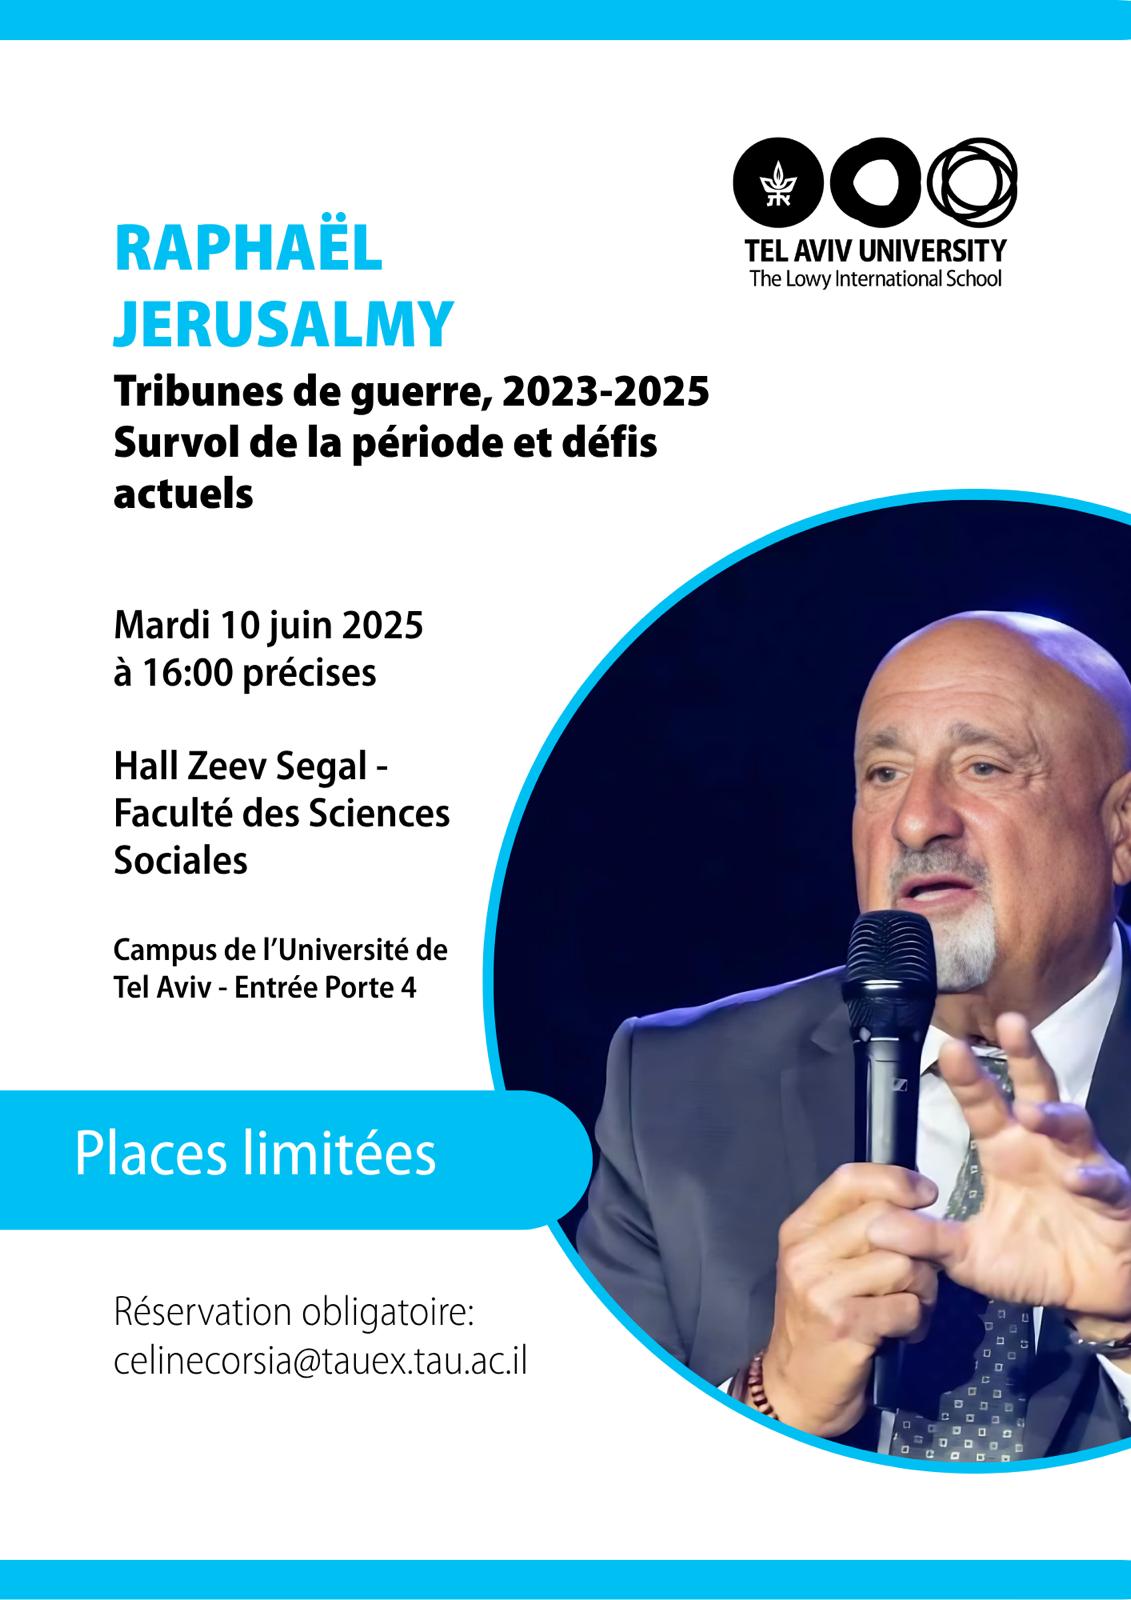 TEL AVIV UNIVERSITY
The Lowy International School
RAPHAËL
JERUSALMY
Tribunes de guerre, 2023-2025
Survol de la période et défis
actuels
Mardi 10 juin 2025
à 16:00 précises
Hall Zeev Segal -
Faculté des Sciences
Sociales
Campus de l’Université de
Tel Aviv - Entrée Porte 4
Places limitées
Réservation obligatoire:
celinecorsia@tauex.tau.ac.il